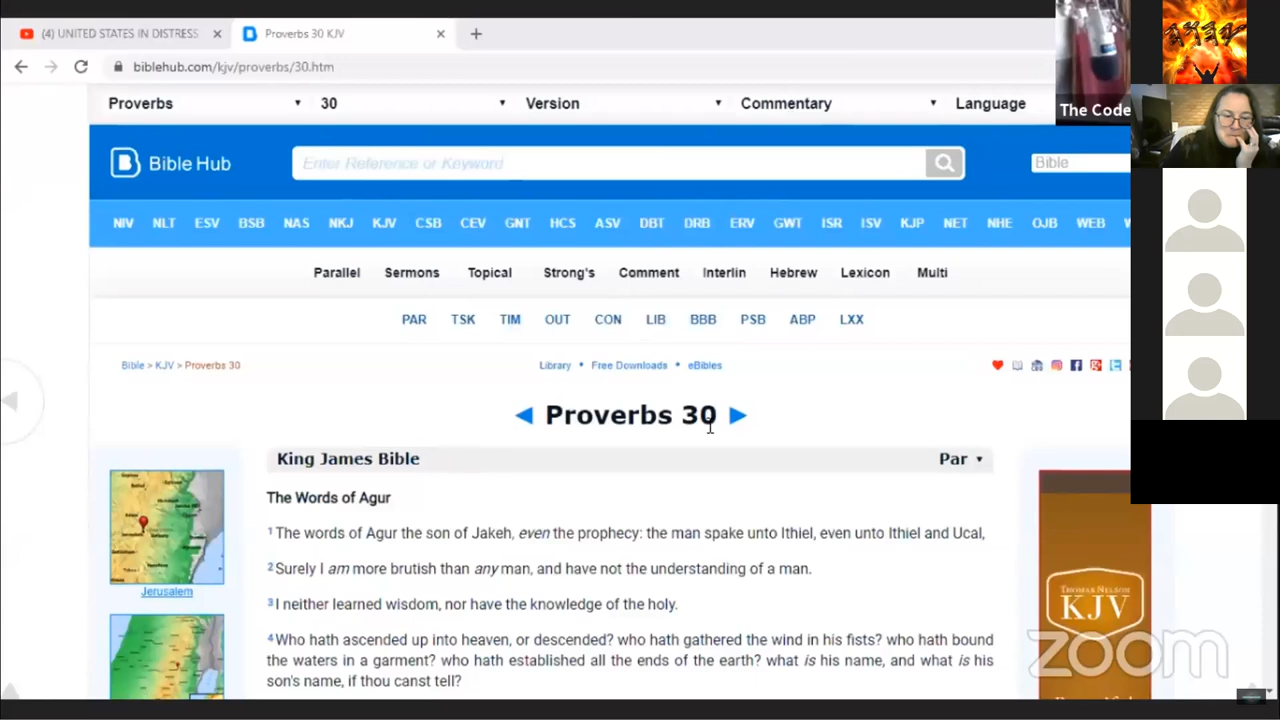 (4) UNITED STATES IN DISTRESS
Proverbs 30 KJV
biblehub.com/kjv/proverbs/30.htm
Proverbs 30 Version Commentary Language
The Code
Bible Hub Enter Reference or Keyword Bible
NIV NLT ESV BSB NAS NKJ KJV CSB CEV GNT HCS ASV DBT DRB ERV GWT ISR ISV KJP NET NHE OJB WEB
Parallel Sermons Topical Strong's Comment Interlin Hebrew Lexicon Multi
PAR TSK TIM OUT CON LIB BBB PSB ABP LXX
Bible > KJV > Proverbs 30 Library • Free Downloads • eBibles
◄ Proverbs 30 ►
King James Bible Par ▾
The Words of Agur
1 The words of Agur the son of Jakeh, even the prophecy: the man spake unto Ithiel, even unto Ithiel and Ucal,
2 Surely I am more brutish than any man, and have not the understanding of a man.
3 I neither learned wisdom, nor have the knowledge of the holy.
4 Who hath ascended up into heaven, or descended? who hath gathered the wind in his fists? who hath bound
the waters in a garment? who hath established all the ends of the earth? what is his name, and what is his
son's name, if thou canst tell?
Jerusalem
THOMAS NELSON
KJV
zoom